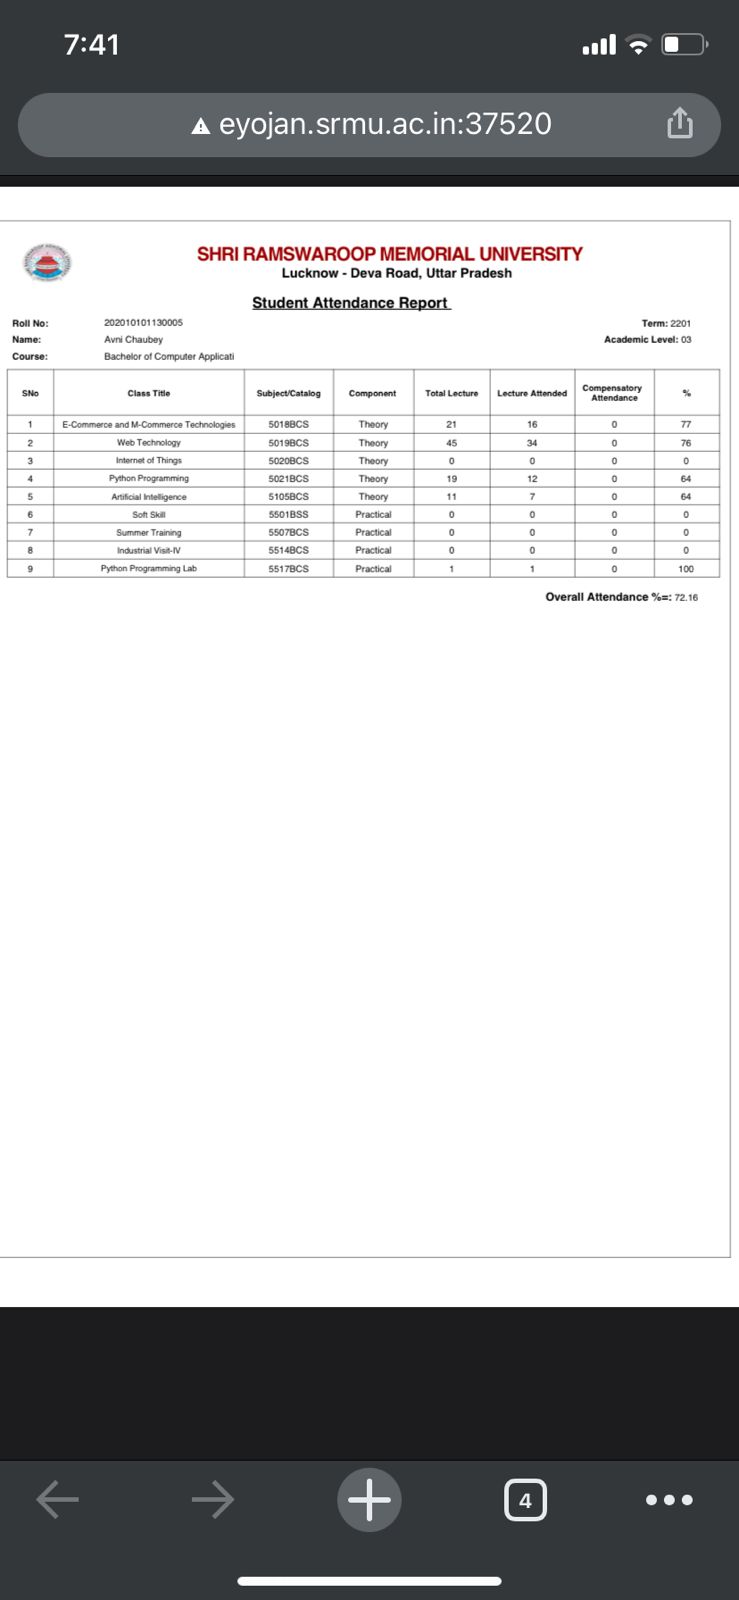 7:41
eyojan.srmu.ac.in:37520
SHRI RAMSWAROOP MEMORIAL UNIVERSITY
Lucknow - Deva Road, Uttar Pradesh
Student Attendance Report
Roll No: 202010101130005 Term: 2201
Name: Avni Chaubey Academic Level: 03
Course: Bachelor of Computer Applicati
SNo Class Title Subject/Catalog Component Total Lecture Lecture Attended Compensatory Attendance %
1 E-Commerce and M-Commerce Technologies 5018BCS Theory 21 16 0 77
2 Web Technology 5019BCS Theory 45 34 0 76
3 Internet of Things 5020BCS Theory 0 0 0 0
4 Python Programming 5021BCS Theory 19 12 0 64
5 Artificial Intelligence 5105BCS Theory 11 7 0 64
6 Soft Skill 5501BSS Practical 0 0 0 0
7 Summer Training 5507BCS Practical 0 0 0 0
8 Industrial Visit-IV 5514BCS Practical 0 0 0 0
9 Python Programming Lab 5517BCS Practical 1 1 0 100
Overall Attendance %=: 72.16
4